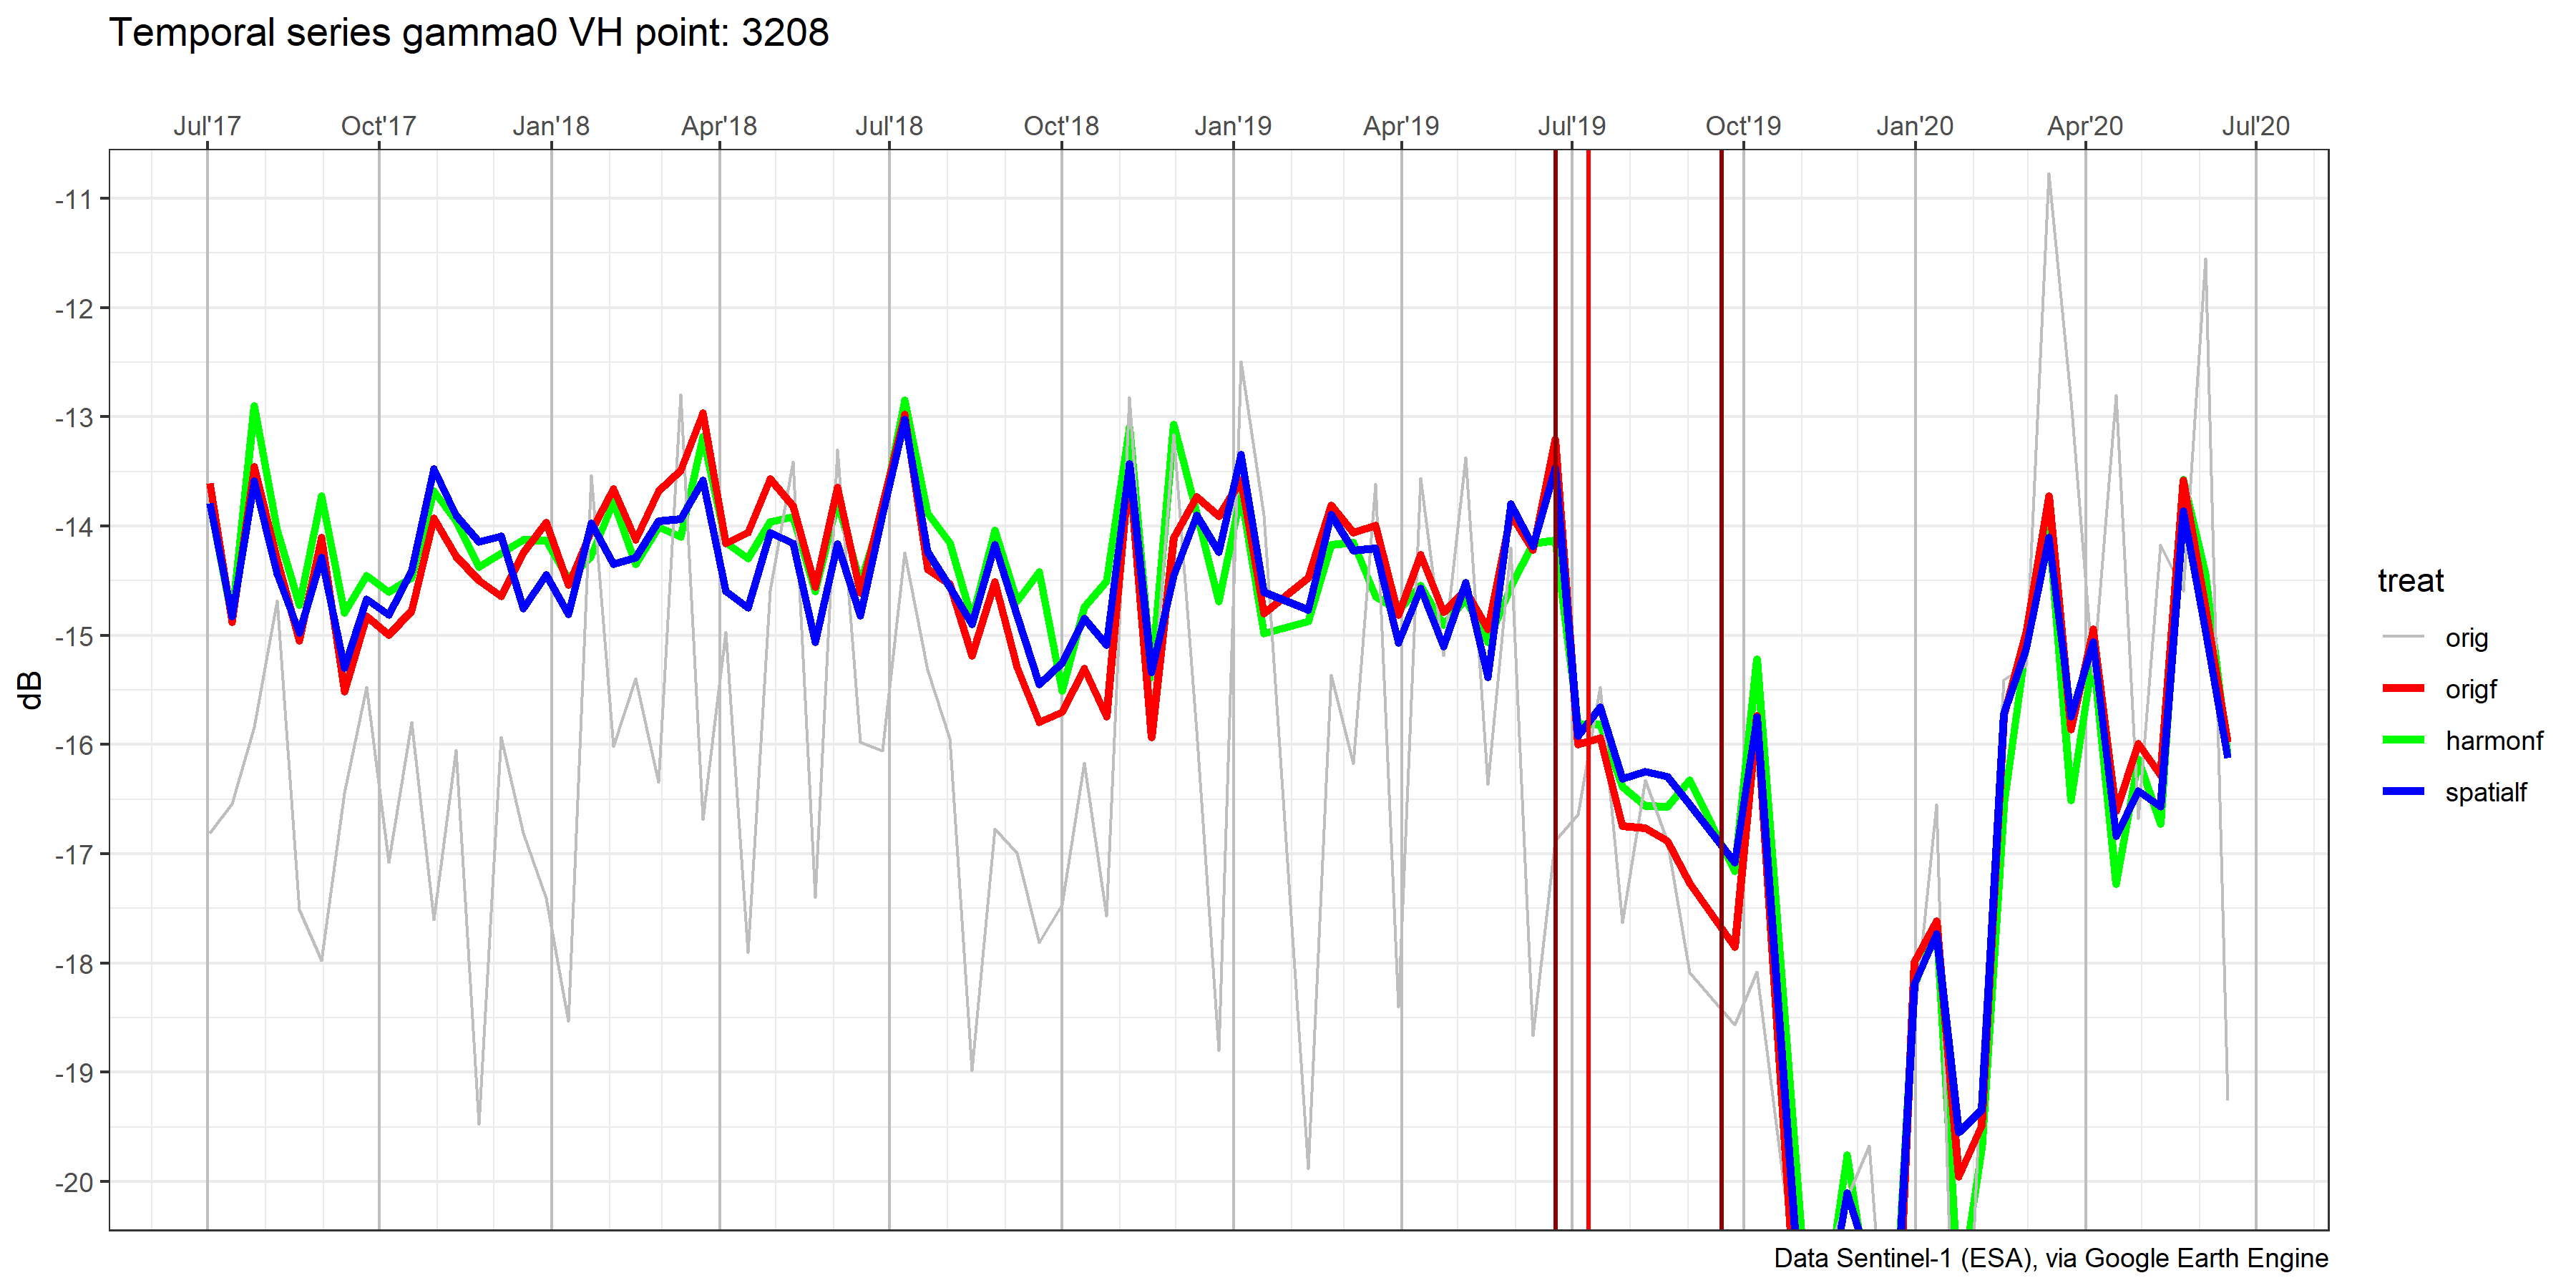 Temporal series gamma0 VH point: 3208
Jul'17 Oct'17 Jan'18 Apr'18 Jul'18 Oct'18 Jan'19 Apr'19 Jul'19 Oct'19 Jan'20 Apr'20 Jul'20
-11
-12
-13
-14
-15
-16
-17
-18
-19
-20
dB
treat
orig
origf
harmonf
spatialf
Data Sentinel-1 (ESA), via Google Earth Engine